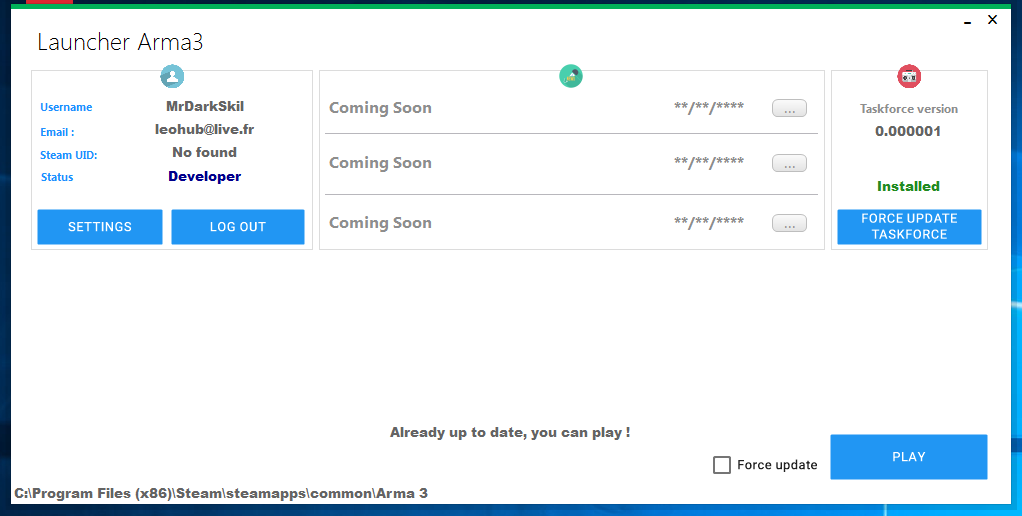 Launcher Arma3
Username MrDarkSkil
Email : leohub@live.fr
Steam UID: No found
Status Developer
SETTINGS LOG OUT
Coming Soon **/**/**** ...
Coming Soon **/**/**** ...
Coming Soon **/**/**** ...
Taskforce version
0.000001
Installed
FORCE UPDATE
TASKFORCE
Already up to date, you can play !
Force update
PLAY
C:\Program Files (x86)\Steam\steamapps\common\Arma 3